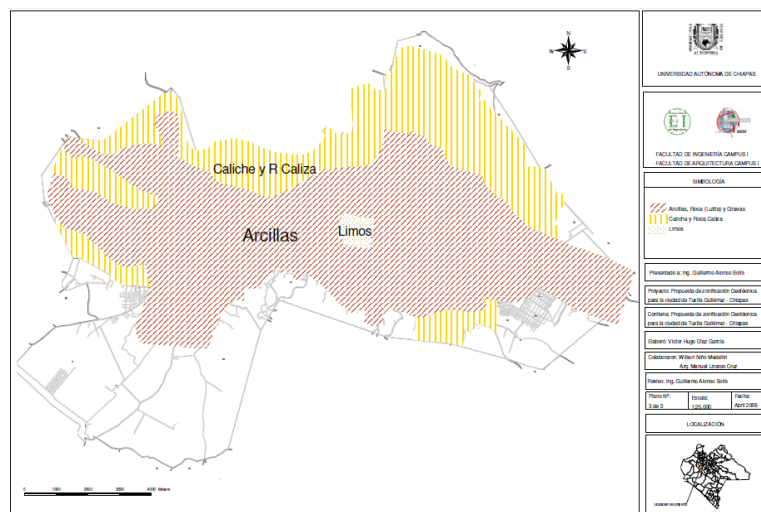 N
W
E
S
Caliche y R Caliza
Arcillas
Limos
0 1000 2000 3000 4000 Metros
AUTONOMA
UNIVERSIDAD AUTÓNOMA DE CHIAPAS
FACULTAD DE INGENIERÍA CAMPUS I
FACULTAD DE ARQUITECTURA CAMPUS I
SIMBOLOGÍA
Arcillas, Roca (Lutita) y Gravas
Caliche y Roca Caliza
Limos
Presentado a: Ing. Guillermo Alonso Solís
Proyecto: Propuesta de zonificación Geotécnica
para la ciudad de Tuxtla Gutiérrez - Chiapas
Contiene: Propuesta de zonificación Geotécnica
para la ciudad de Tuxtla Gutiérrez - Chiapas
Elaboró: Víctor Hugo Díaz García
Colaboraron: Wilson Niño Medellín
Arq. Manuel Linares Cruz
Reviso: Ing. Guillermo Alonso Solís
Plano Nº: Escala: Fecha:
3 de 3 1:25,000 Abril 2006
LOCALIZACIÓN